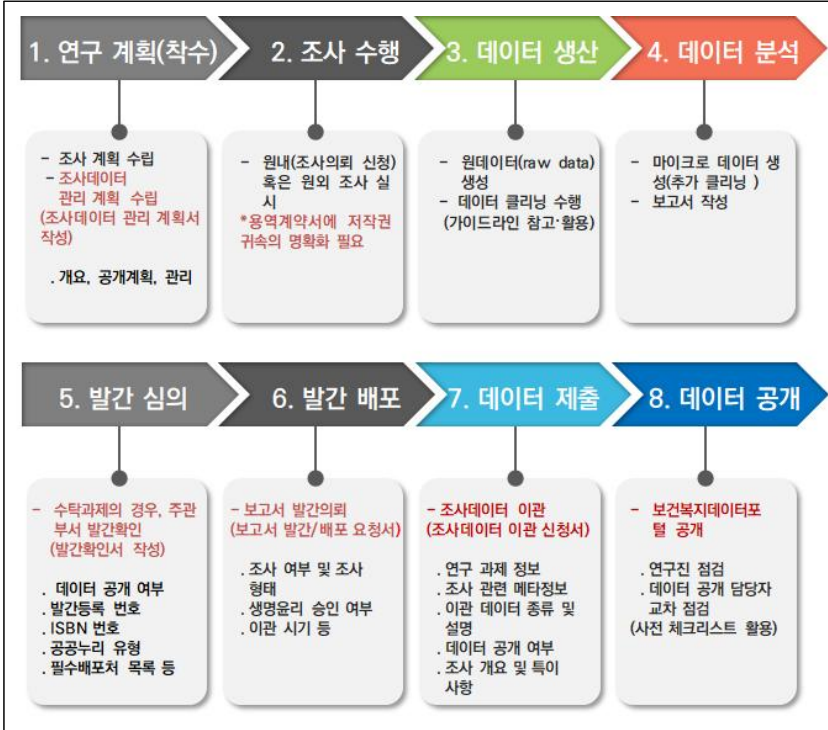 1. 연구 계획(착수)
2. 조사 수행
3. 데이터 생산
4. 데이터 분석
- 조사 계획 수립
- 조사데이터
관리 계획 수립
(조사데이터 관리 계획서
작성)
. 개요, 공개계획, 관리
- 원내(조사의뢰 신청)
혹은 원외 조사 실
시
*용역계약서에 저작권
귀속의 명확화 필요
- 원데이터(raw data)
생성
- 데이터 클리닝 수행
(가이드라인 참고·활용)
- 마이크로 데이터 생
성(추가 클리닝 )
- 보고서 작성
5. 발간 심의
6. 발간 배포
7. 데이터 제출
8. 데이터 공개
- 수탁과제의 경우, 주관
부서 발간확인
(발간확인서 작성)
. 데이터 공개 여부
. 발간등록 번호
. ISBN 번호
. 공공누리 유형
. 필수배포처 목록 등
- 보고서 발간의뢰
(보고서 발간/배포 요청서)
. 조사 여부 및 조사
형태
. 생명윤리 승인 여부
. 이관 시기 등
- 조사데이터 이관
(조사데이터 이관 신청서)
. 연구 과제 정보
. 조사 관련 메타정보
. 이관 데이터 종류 및
설명
. 데이터 공개 여부
. 조사 개요 및 특이
사항
- 보건복지데이터포
털 공개
. 연구진 점검
. 데이터 공개 담당자
교차 점검
(사전 체크리스트 활용)